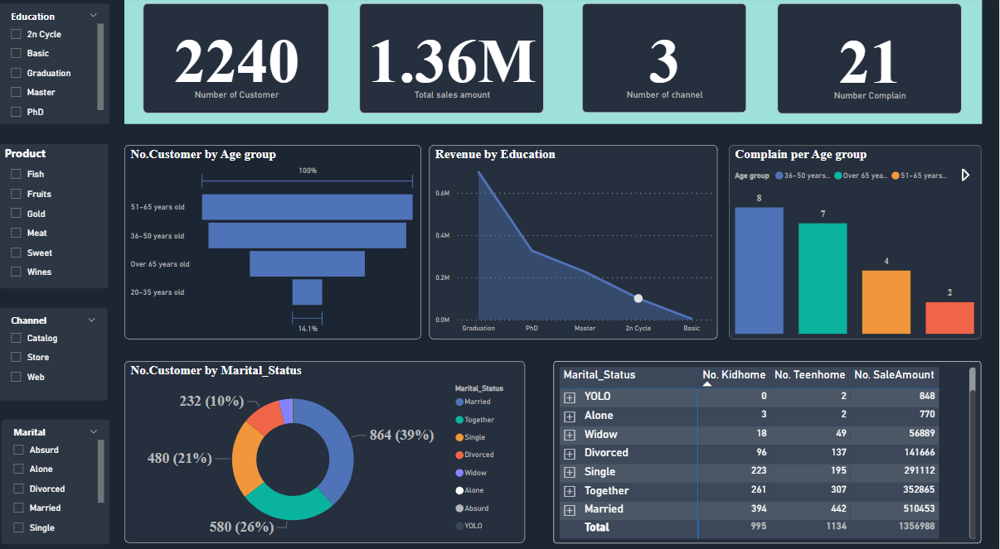 Education
2n Cycle
Basic
Graduation
Master
PhD
2240
Number of Customer
1.36M
Total sales amount
3
Number of channel
21
Number Complain
Product
Fish
Fruits
Gold
Meat
Sweet
Wines
No.Customer by Age group
100%
51-65 years old
36-50 years old
Over 65 years old
20-35 years old
14.1%
Revenue by Education
0.6M
0.4M
0.2M
0.0M
Graduation PhD Master 2n Cycle Basic
Complain per Age group
Age group 36-50 years... Over 65 yea... 51-65 years...
8
7
4
2
Channel
Catalog
Store
Web
Marital
Absurd
Alone
Divorced
Married
Single
No.Customer by Marital_Status
232 (10%)
864 (39%)
480 (21%)
580 (26%)
Marital_Status
Married
Together
Single
Divorced
Widow
Alone
Absurd
YOLO
Marital_Status No. Kidhome No. Teenhome No. SaleAmount
YOLO 0 2 848
Alone 3 2 770
Widow 18 49 56889
Divorced 96 137 141666
Single 223 195 291112
Together 261 307 352865
Married 394 442 510453
Total 995 1134 1356988